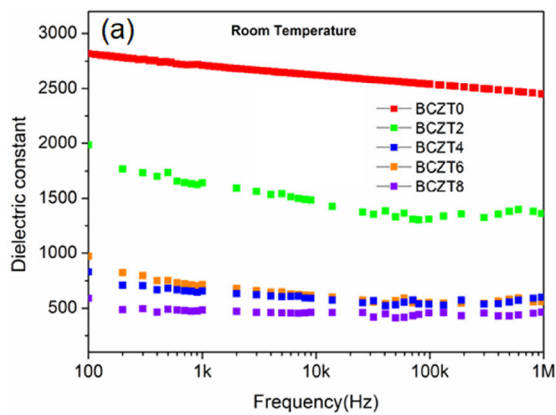 (a)
Room Temperature
3000
2500
2000
1500
1000
500
Dielectric constant
BCZT0
BCZT2
BCZT4
BCZT6
BCZT8
100
1k
10k
100k
1M
Frequency(Hz)